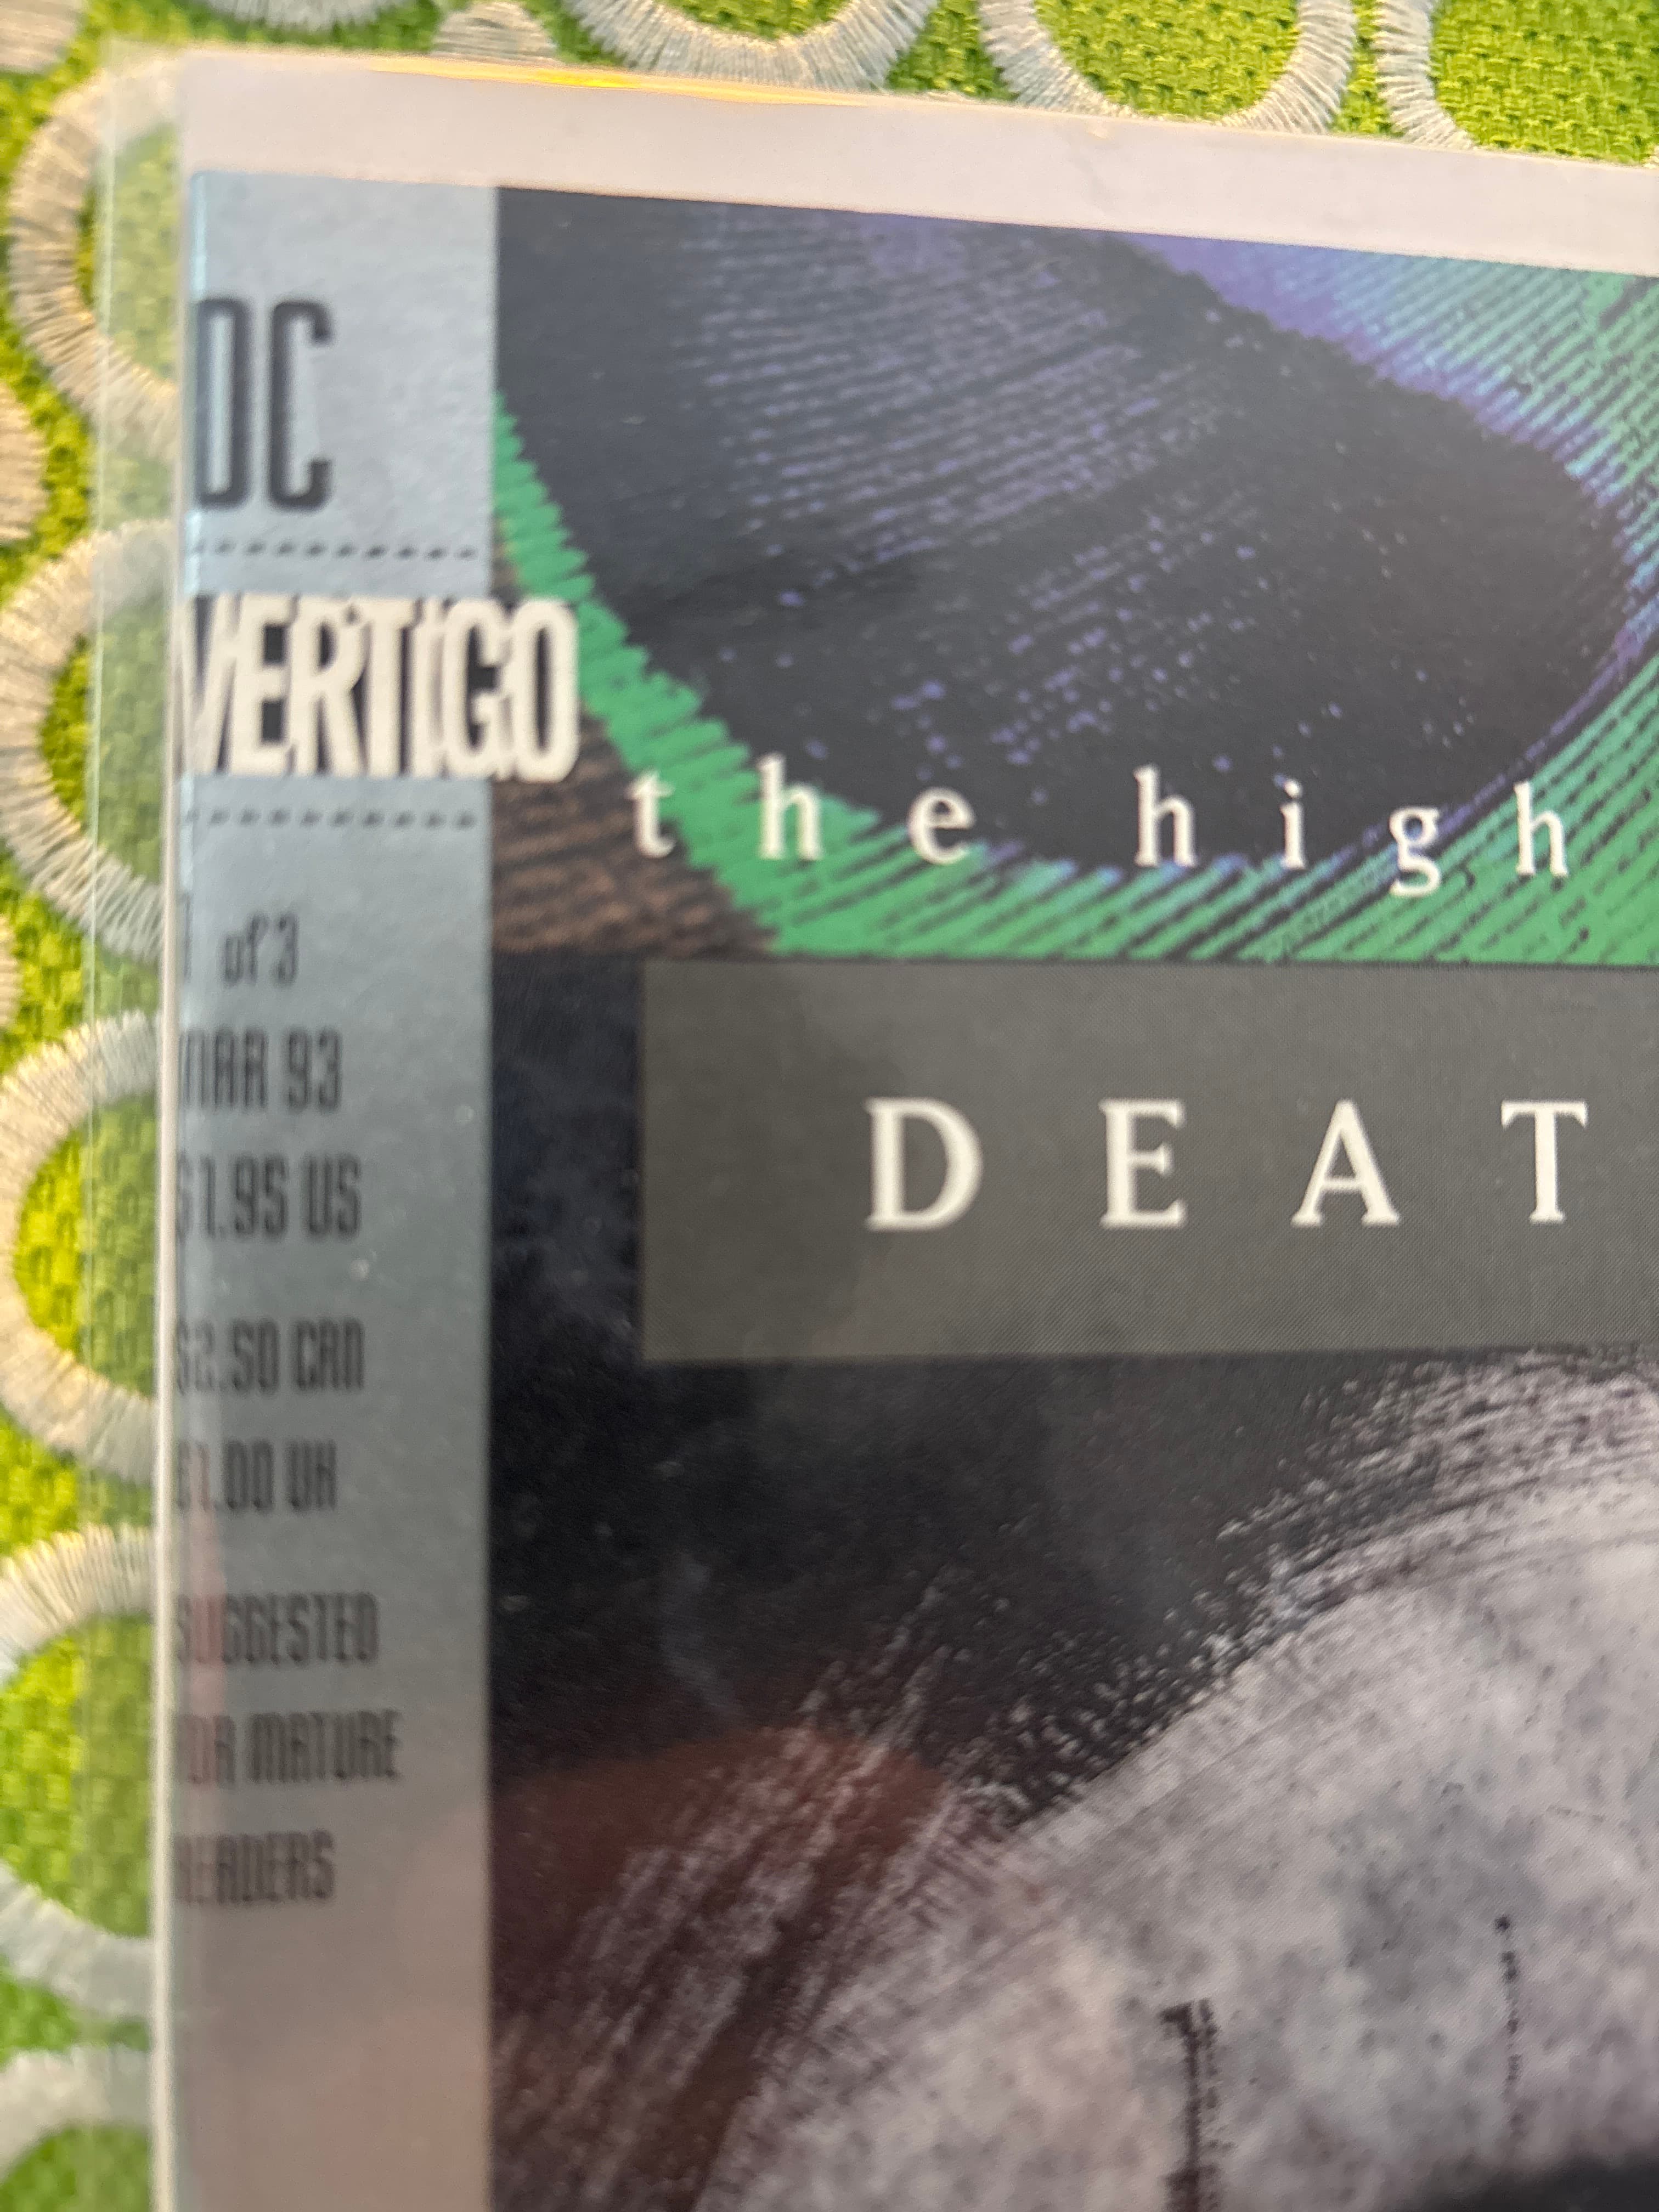 DC
VERTIGO
1 of 3
MAR 93
$1.95 US
$2.50 CAN
£1.00 UK
SUGGESTED
FOR MATURE
READERS
the high
DEAT